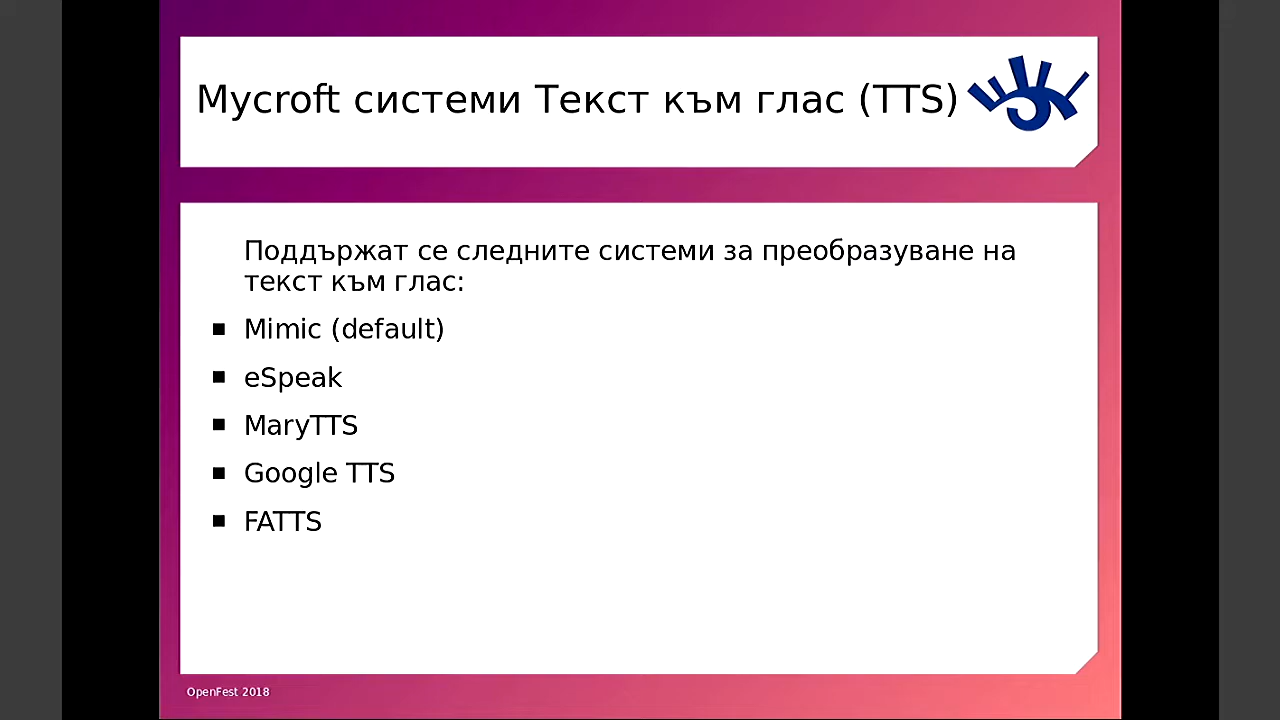 Mycroft системи Текст към глас (TTS)
Поддържат се следните системи за преобразуване на
текст към глас:
Mimic (default)
eSpeak
MaryTTS
Google TTS
FATTS
OpenFest 2018